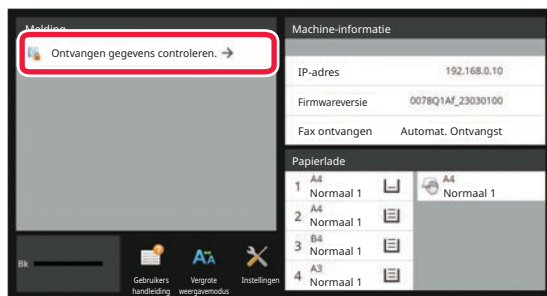 Melding
Ontvangen gegevens controleren. →
Machine-informatie
IP-adres 192.168.0.10
Firmwareversie 0078Q1Af_23030100
Fax ontvangen Automat. Ontvangst
Papierlade
1 A4
Normaal 1
A4
Normaal 1
2 A4
Normaal 1
3 B4
Normaal 1
4 A3
Normaal 1
Bk
Gebruikers
handleiding
Vergrote
weergavemodus
Instellingen